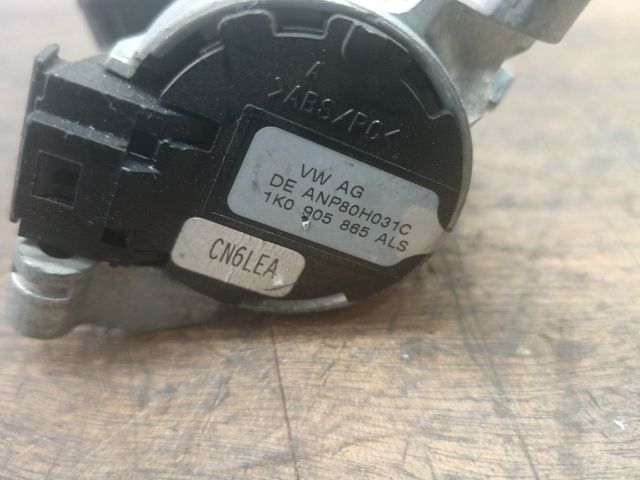 A
>ABS/PC<
VW AG
DE ANP80H031C
1K0 905 865 ALS
CN6LEA